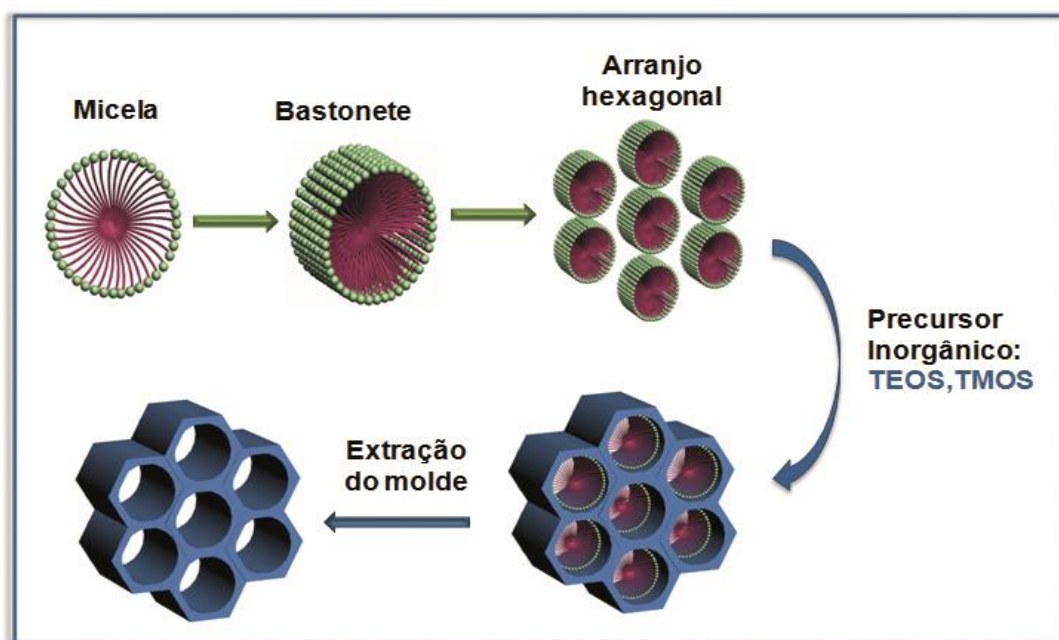 Micela
Bastonete
Arranjo
hexagonal
Precursor
Inorgânico:
TEOS,TMOS
Extração
do molde